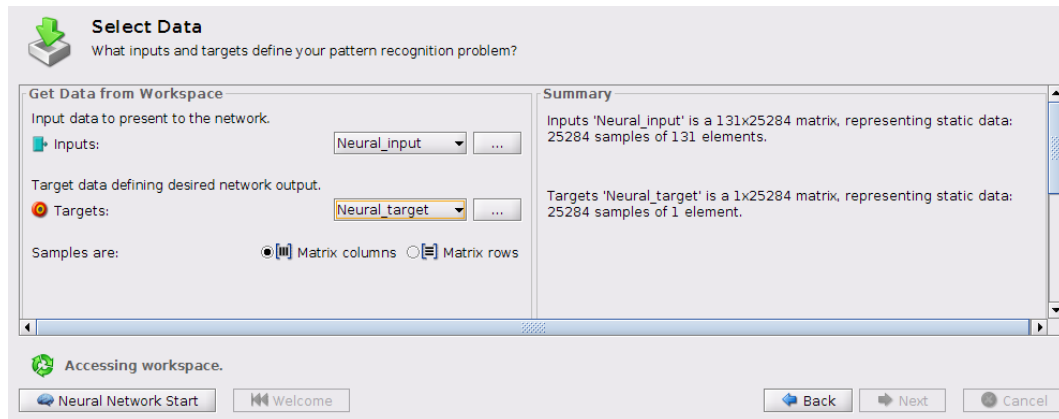 Select Data
What inputs and targets define your pattern recognition problem?
Get Data from Workspace
Input data to present to the network.
Inputs:
Neural_input
...
Target data defining desired network output.
Targets:
Neural_target
...
Samples are:
Matrix columns
Matrix rows
Summary
Inputs 'Neural_input' is a 131x25284 matrix, representing static data:
25284 samples of 131 elements.
Targets 'Neural_target' is a 1x25284 matrix, representing static data:
25284 samples of 1 element.
Accessing workspace.
Neural Network Start
Welcome
Back
Next
Cancel